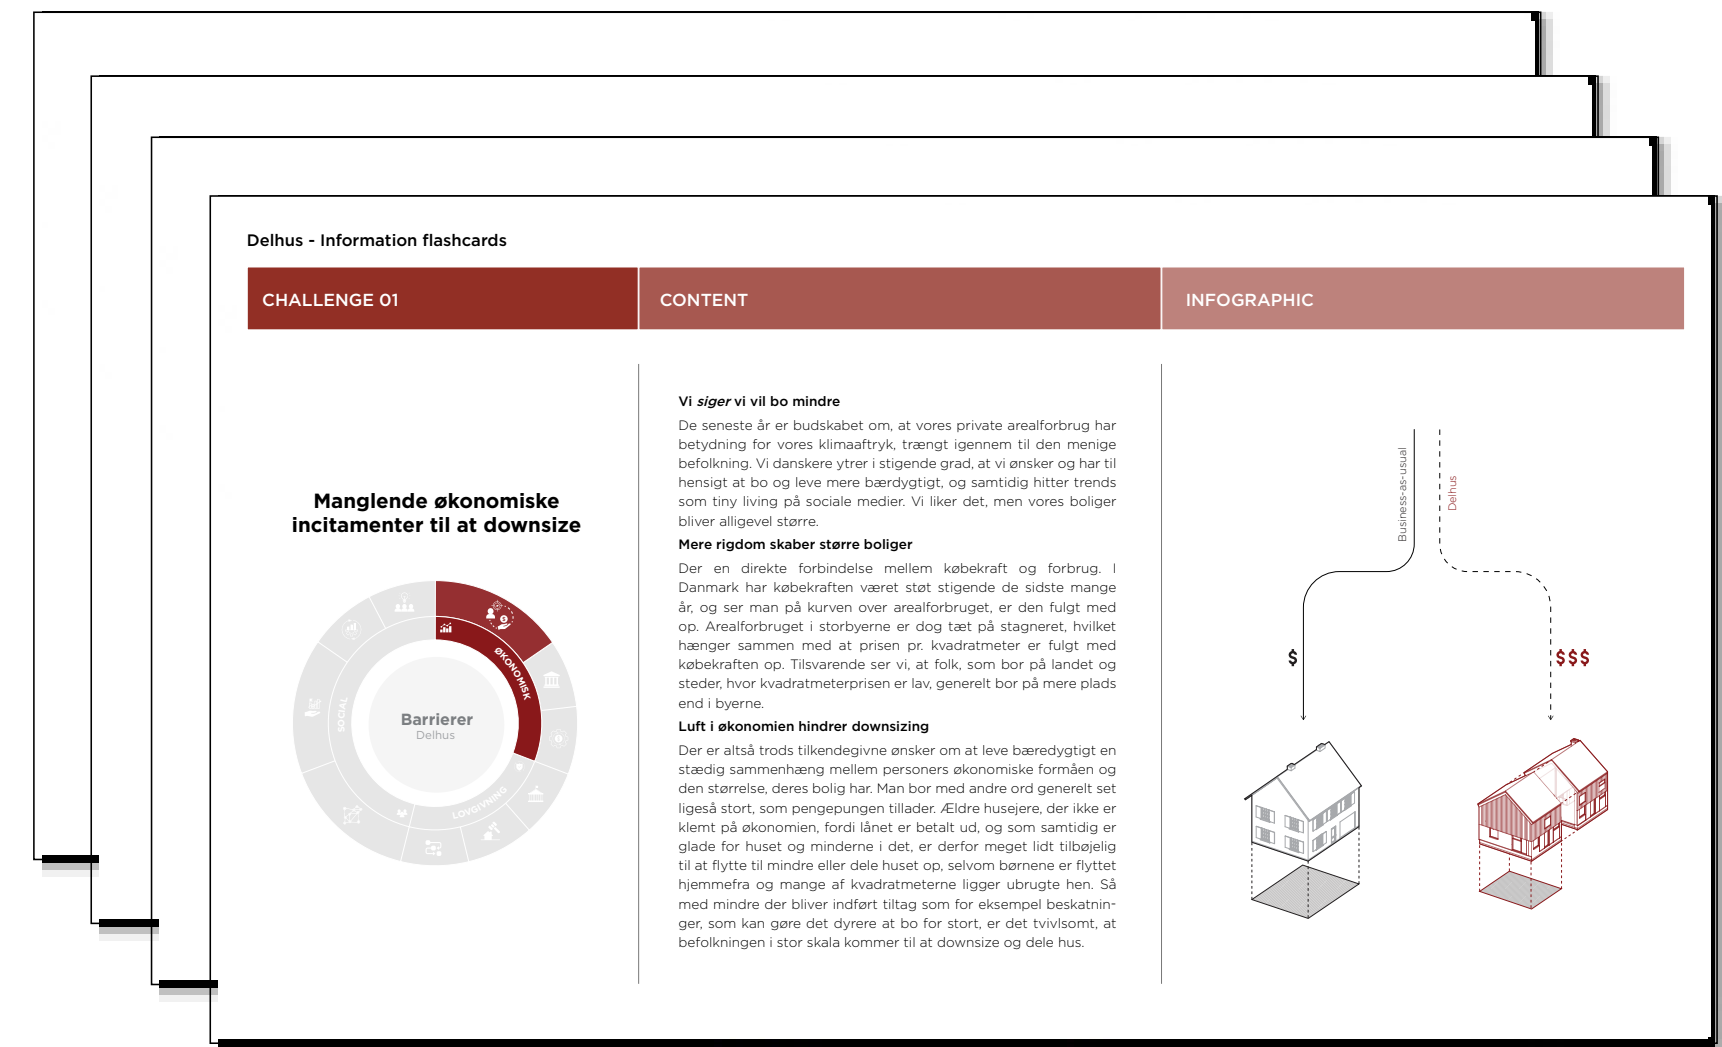 Delhus - Information flashcards
CHALLENGE 01
CONTENT
INFOGRAPHIC
Manglende økonomiske
incitamenter til at downsize
ØKONOMISK
LOVGIVNING
SOCIAL
Barrierer
Delhus
Vi siger vi vil bo mindre
De seneste år er budskabet om, at vores private arealforbrug har
betydning for vores klimaaftryk, trængt igennem til den menige
befolkning. Vi danskere ytrer i stigende grad, at vi ønsker og har til
hensigt at bo og leve mere bærdygtigt, og samtidig hitter trends
som tiny living på sociale medier. Vi liker det, men vores boliger
bliver alligevel større.
Mere rigdom skaber større boliger
Der en direkte forbindelse mellem købekraft og forbrug. I
Danmark har købekraften været støt stigende de sidste mange
år, og ser man på kurven over arealforbruget, er den fulgt med
op. Arealforbruget i storbyerne er dog tæt på stagneret, hvilket
hænger sammen med at prisen pr. kvadratmeter er fulgt med
købekraften op. Tilsvarende ser vi, at folk, som bor på landet og
steder, hvor kvadratmeterprisen er lav, generelt bor på mere plads
end i byerne.
Luft i økonomien hindrer downsizing
Der er altså trods tilkendegivne ønsker om at leve bæredygtigt en
stædig sammenhæng mellem personers økonomiske formåen og
den størrelse, deres bolig har. Man bor med andre ord generelt set
ligeså stort, som pengepungen tillader. Ældre husejere, der ikke er
klemt på økonomien, fordi lånet er betalt ud, og som samtidig er
glade for huset og minderne i det, er derfor meget lidt tilbøjelig
til at flytte til mindre eller dele huset op, selvom børnene er flyttet
hjemmefra og mange af kvadratmeterne ligger ubrugte hen. Så
med mindre der bliver indført tiltag som for eksempel beskatnin-
ger, som kan gøre det dyrere at bo for stort, er det tvivlsomt, at
befolkningen i stor skala kommer til at downsize og dele hus.
Business-as-usual
Delhus
$
$$$